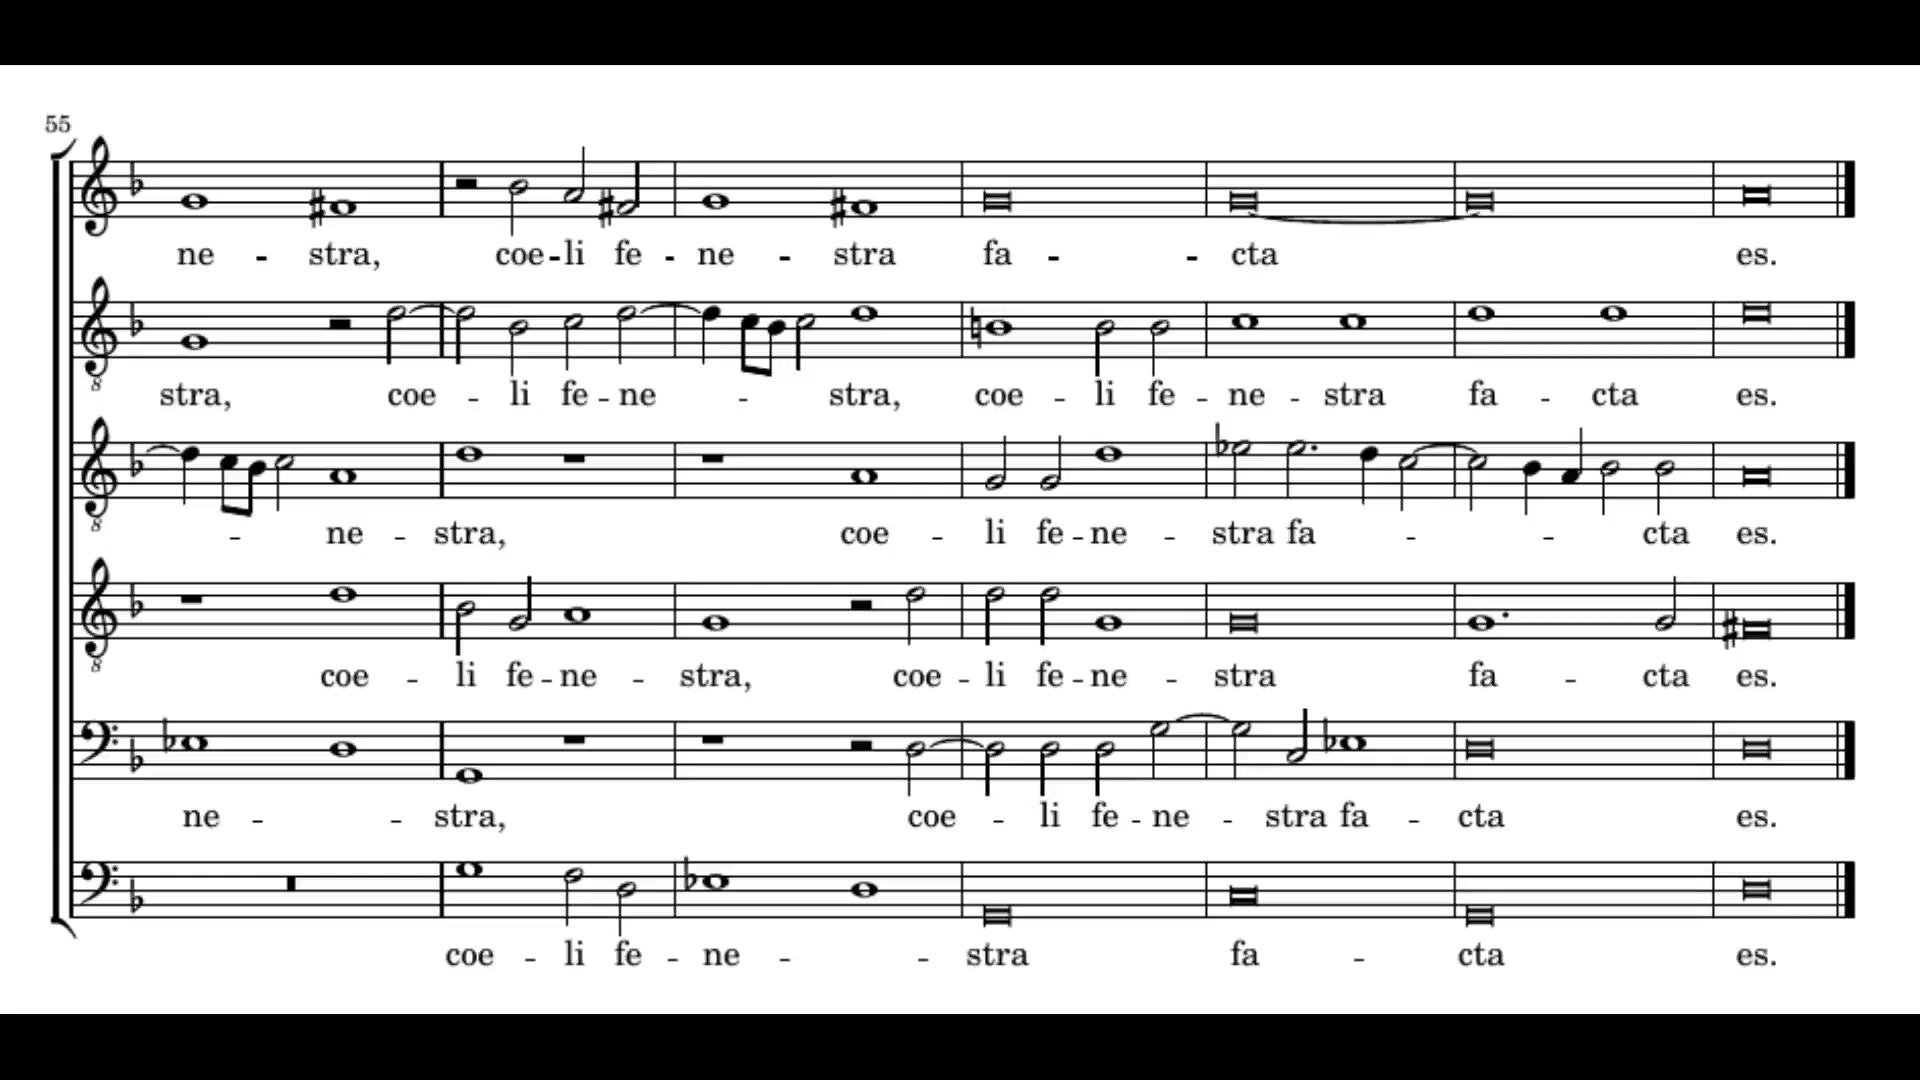 55
ne - stra, coe - li fe - ne - stra fa - - cta es.
stra, coe - li fe - ne - stra, coe - li fe - ne - stra fa - cta es.
- ne - stra, coe - li fe - ne - stra fa - - cta es.
coe - li fe - ne - stra, coe - li fe - ne - stra fa - cta es.
ne - - stra, coe - li fe - ne - stra fa - cta es.
coe - li fe - ne - - stra fa - cta es.